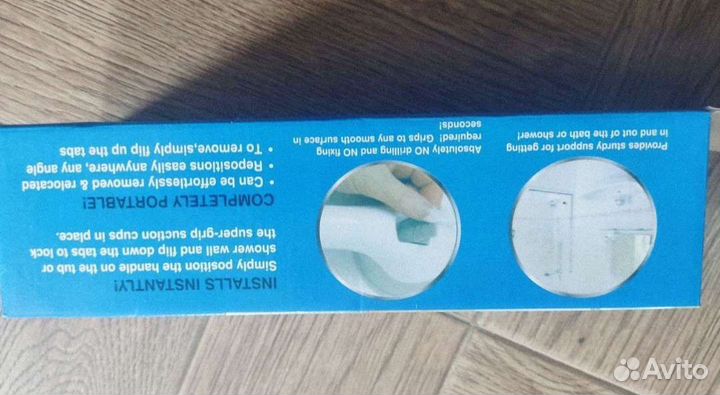 INSTALLS INSTANTLY!
Simply position the handle on the tub or
shower wall and flip down the tabs to lock
the super-grip suction cups in place.
COMPLETELY PORTABLE!
• Can be effortlessly removed & relocated
• Repositions easily anywhere, any angle
• To remove,simply flip up the tabs
Absolutely NO drilling and NO fixing
required! Grips to any smooth surface in
seconds!
Provides sturdy support for getting
in and out of the bath or shower!
Avito